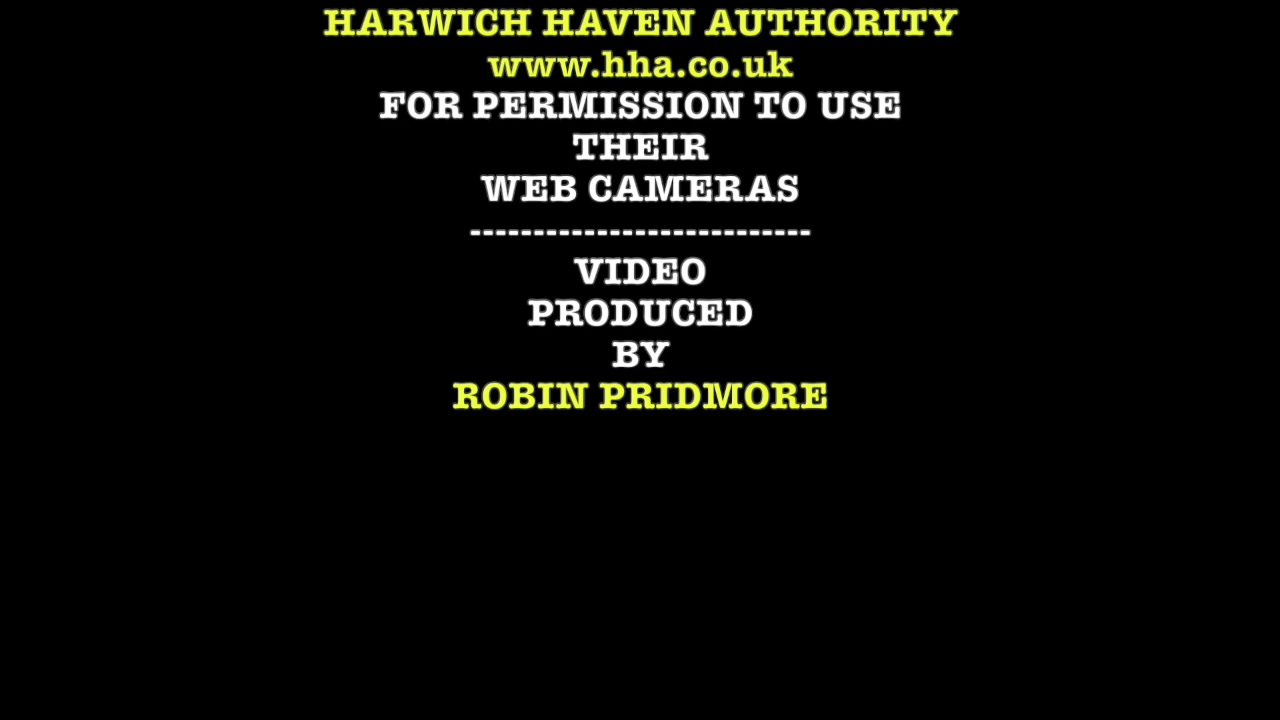 HARWICH HAVEN AUTHORITY
www.hha.co.uk
FOR PERMISSION TO USE
THEIR
WEB CAMERAS
---------------------------
VIDEO
PRODUCED
BY
ROBIN PRIDMORE